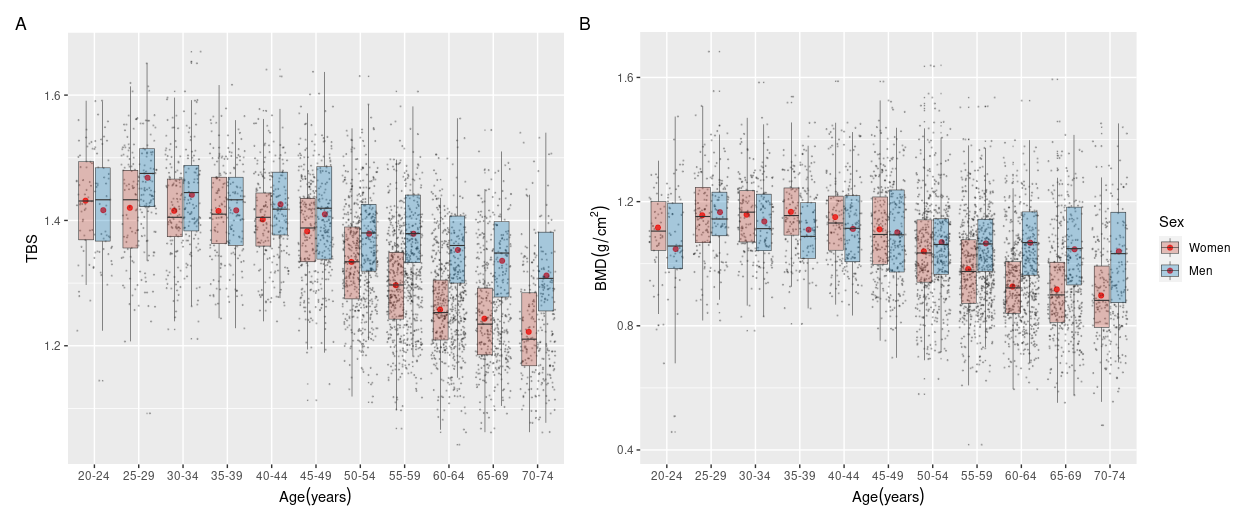 A
TBS
1.6
1.4
1.2
20-24 25-29 30-34 35-39 40-44 45-49 50-54 55-59 60-64 65-69 70-74
Age(years)
B
BMD(g/cm²)
1.6
1.2
0.8
0.4
20-24 25-29 30-34 35-39 40-44 45-49 50-54 55-59 60-64 65-69 70-74
Age(years)
Sex
Women
Men